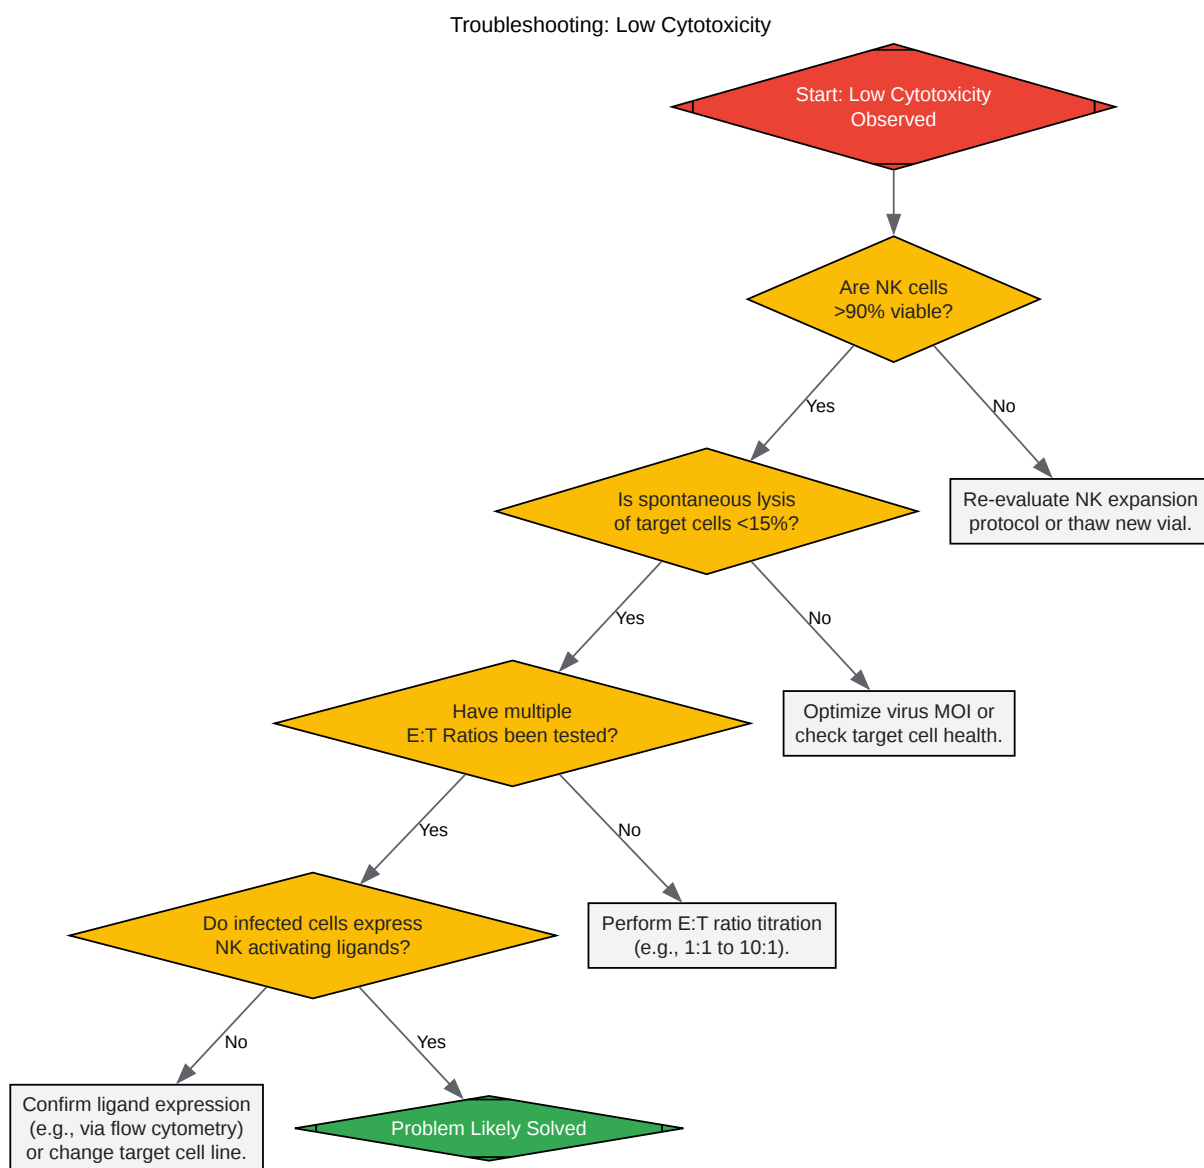 Troubleshooting: Low Cytotoxicity
Start: Low Cytotoxicity
Observed
Are NK cells
>90% viable?
Yes
No
Is spontaneous lysis
of target cells <15%?
Re-evaluate NK expansion
protocol or thaw new vial.
Yes
No
Have multiple
E:T Ratios been tested?
Optimize virus MOI or
check target cell health.
Yes
No
Do infected cells express
NK activating ligands?
Perform E:T ratio titration
(e.g., 1:1 to 10:1).
No
Yes
Confirm ligand expression
(e.g., via flow cytometry)
or change target cell line.
Problem Likely Solved